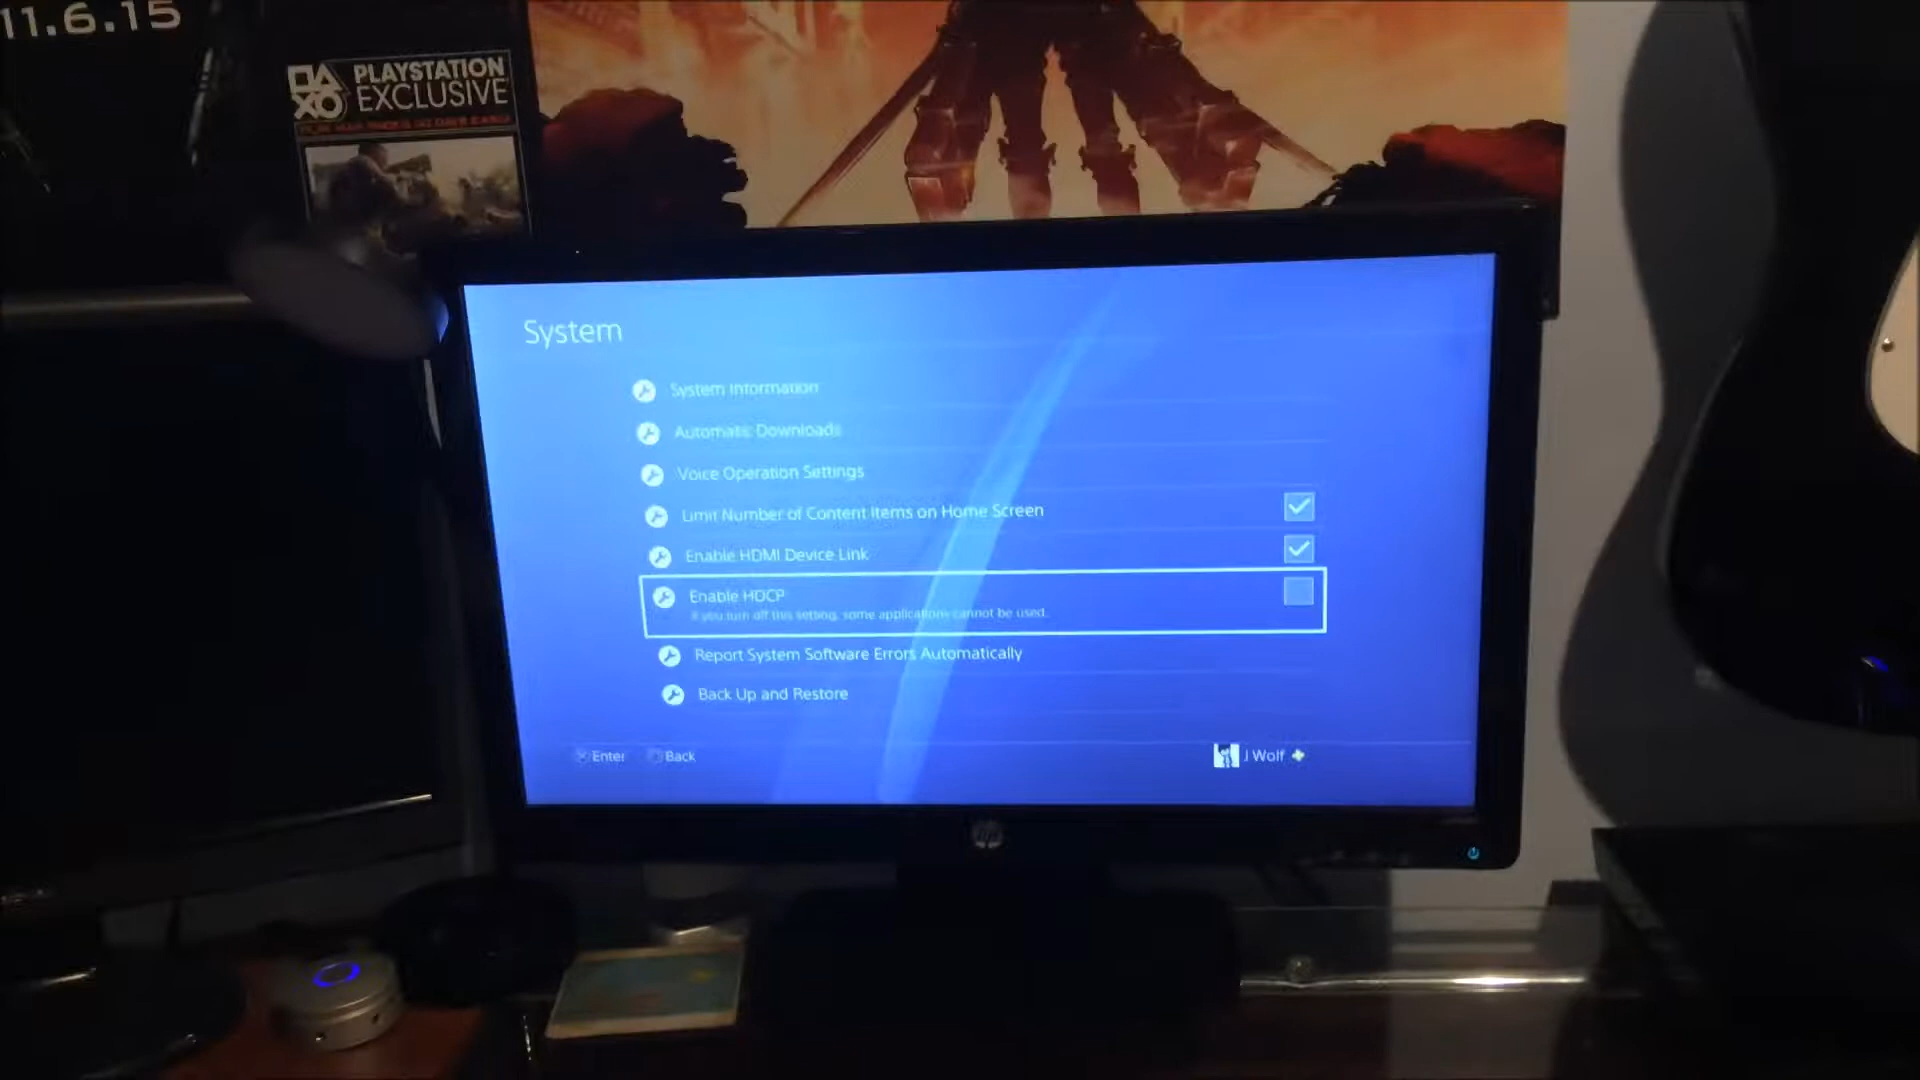 11.6.15
PLAYSTATION
EXCLUSIVE
System
System Information
Automatic Downloads
Voice Operation Settings
Limit Number of Content Items on Home Screen
Enable HDMI Device Link
Enable HDCP
If you turn off this setting, some applications cannot be used.
Report System Software Errors Automatically
Back Up and Restore
Enter Back
J Wolf
hp